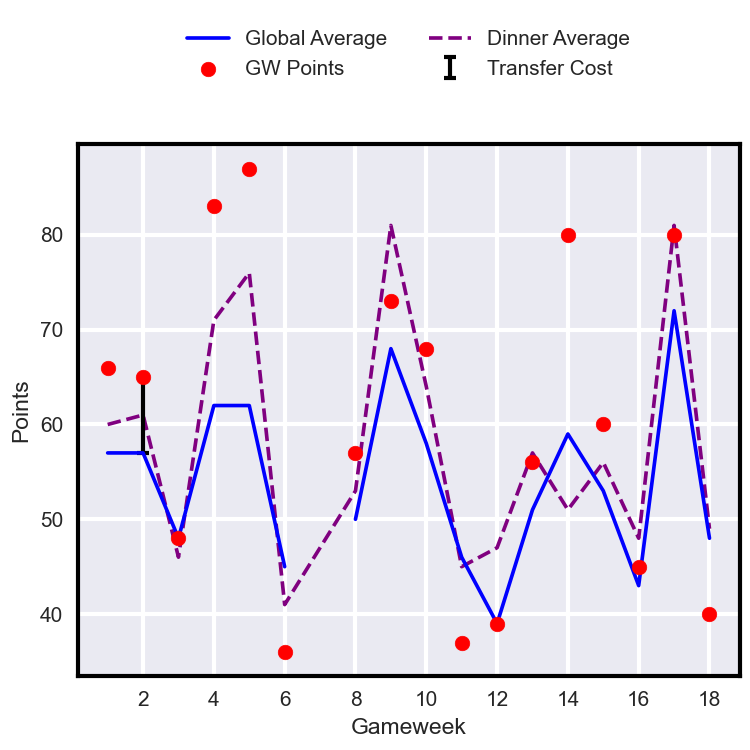 Global Average Dinner Average
GW Points Transfer Cost
80
70
60
50
40
Points
2 4 6 8 10 12 14 16 18
Gameweek